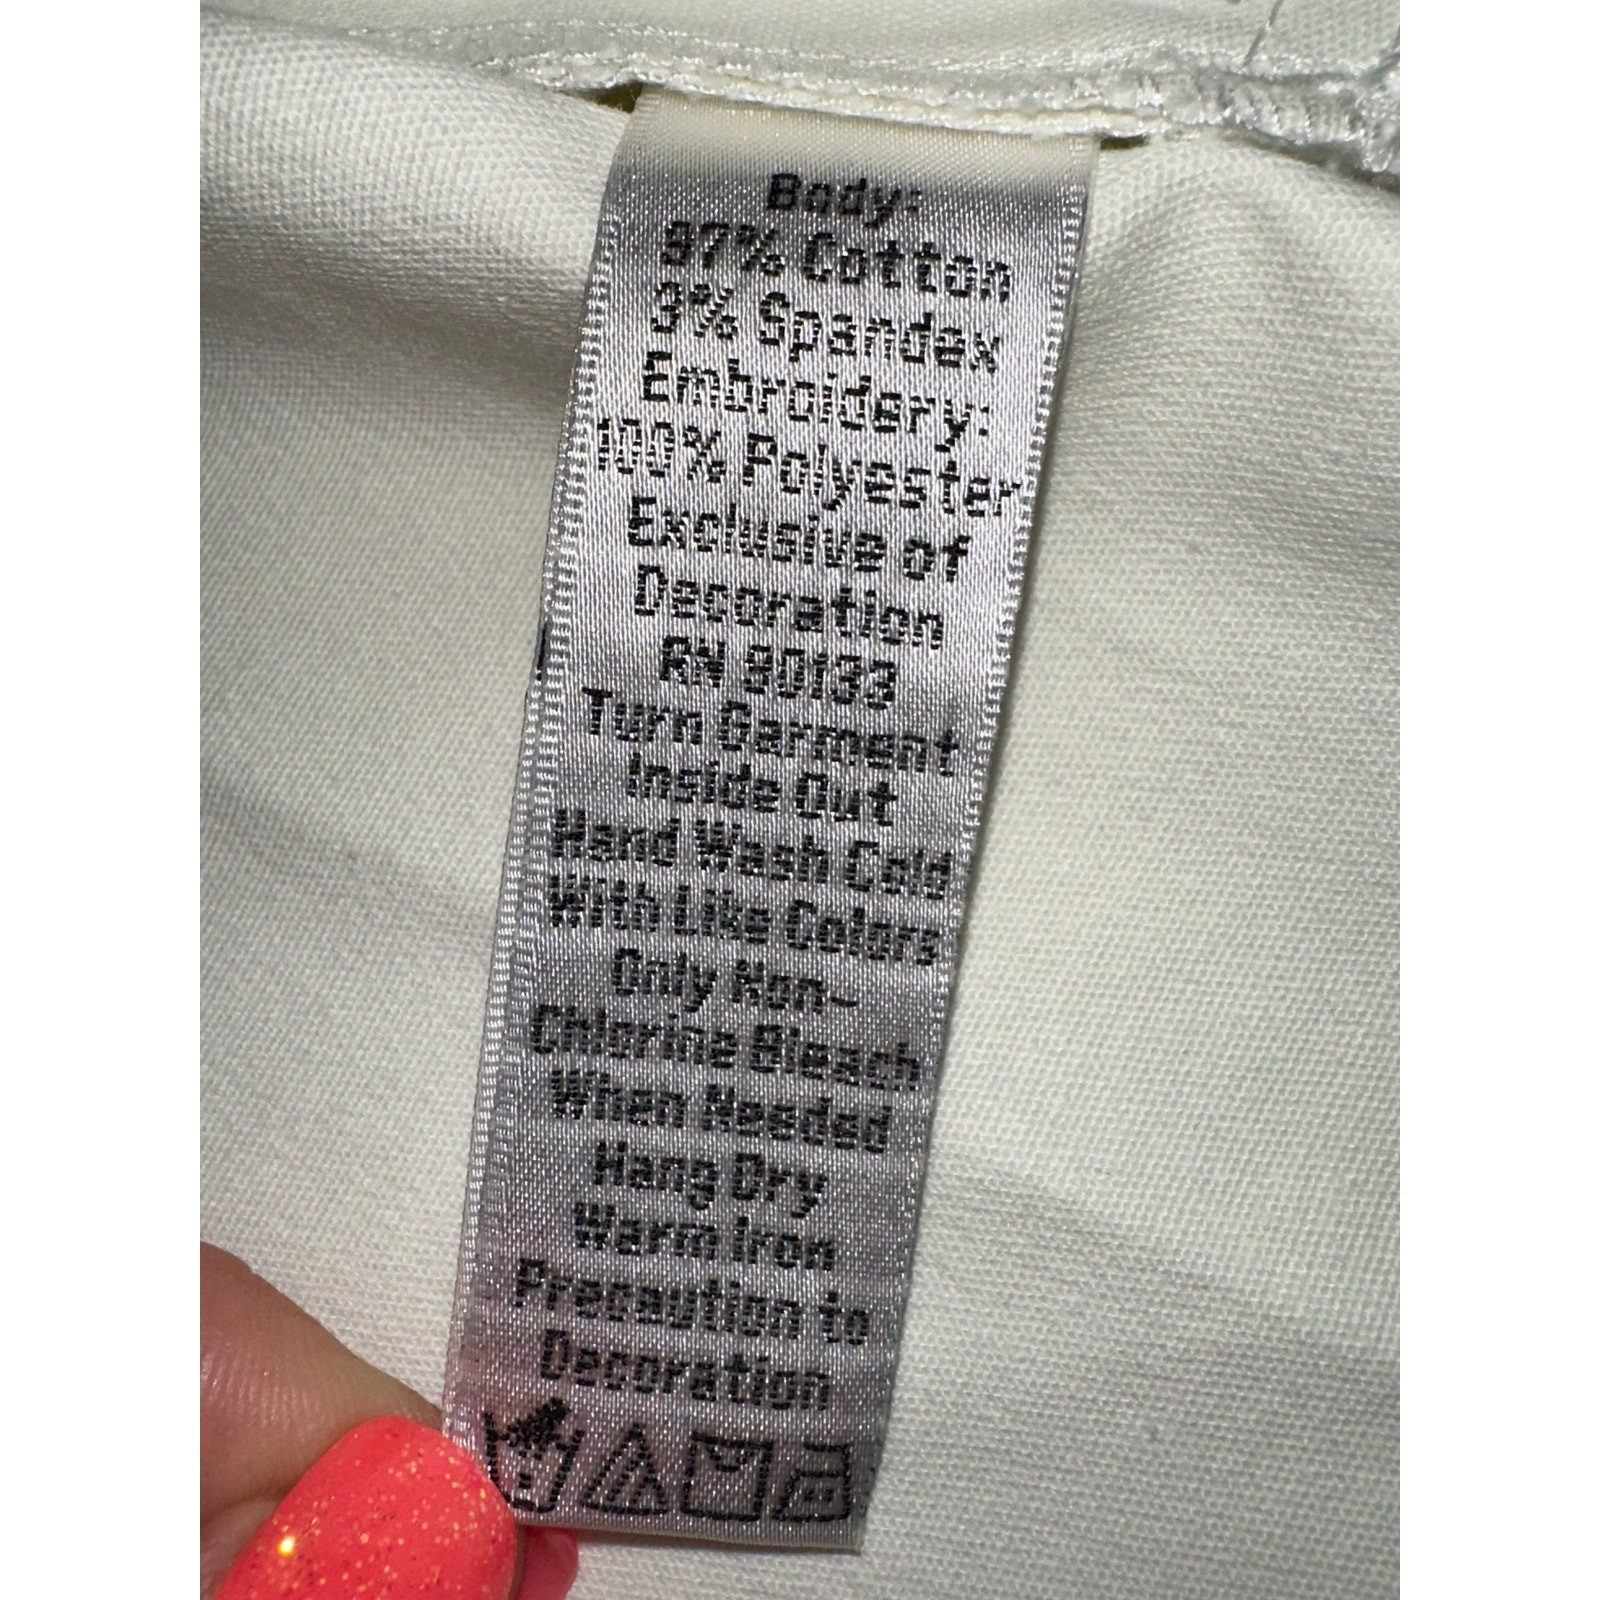 Body:
97% Cotton
3% Spandex
Embroidery:
100% Polyester
Exclusive of
Decoration
RN 90133
Turn Garment
Inside Out
Hand Wash Cold
With Like Colors
Only Non-
Chlorine Bleach
When Needed
Hang Dry
Warm Iron
Precaution to
Decoration